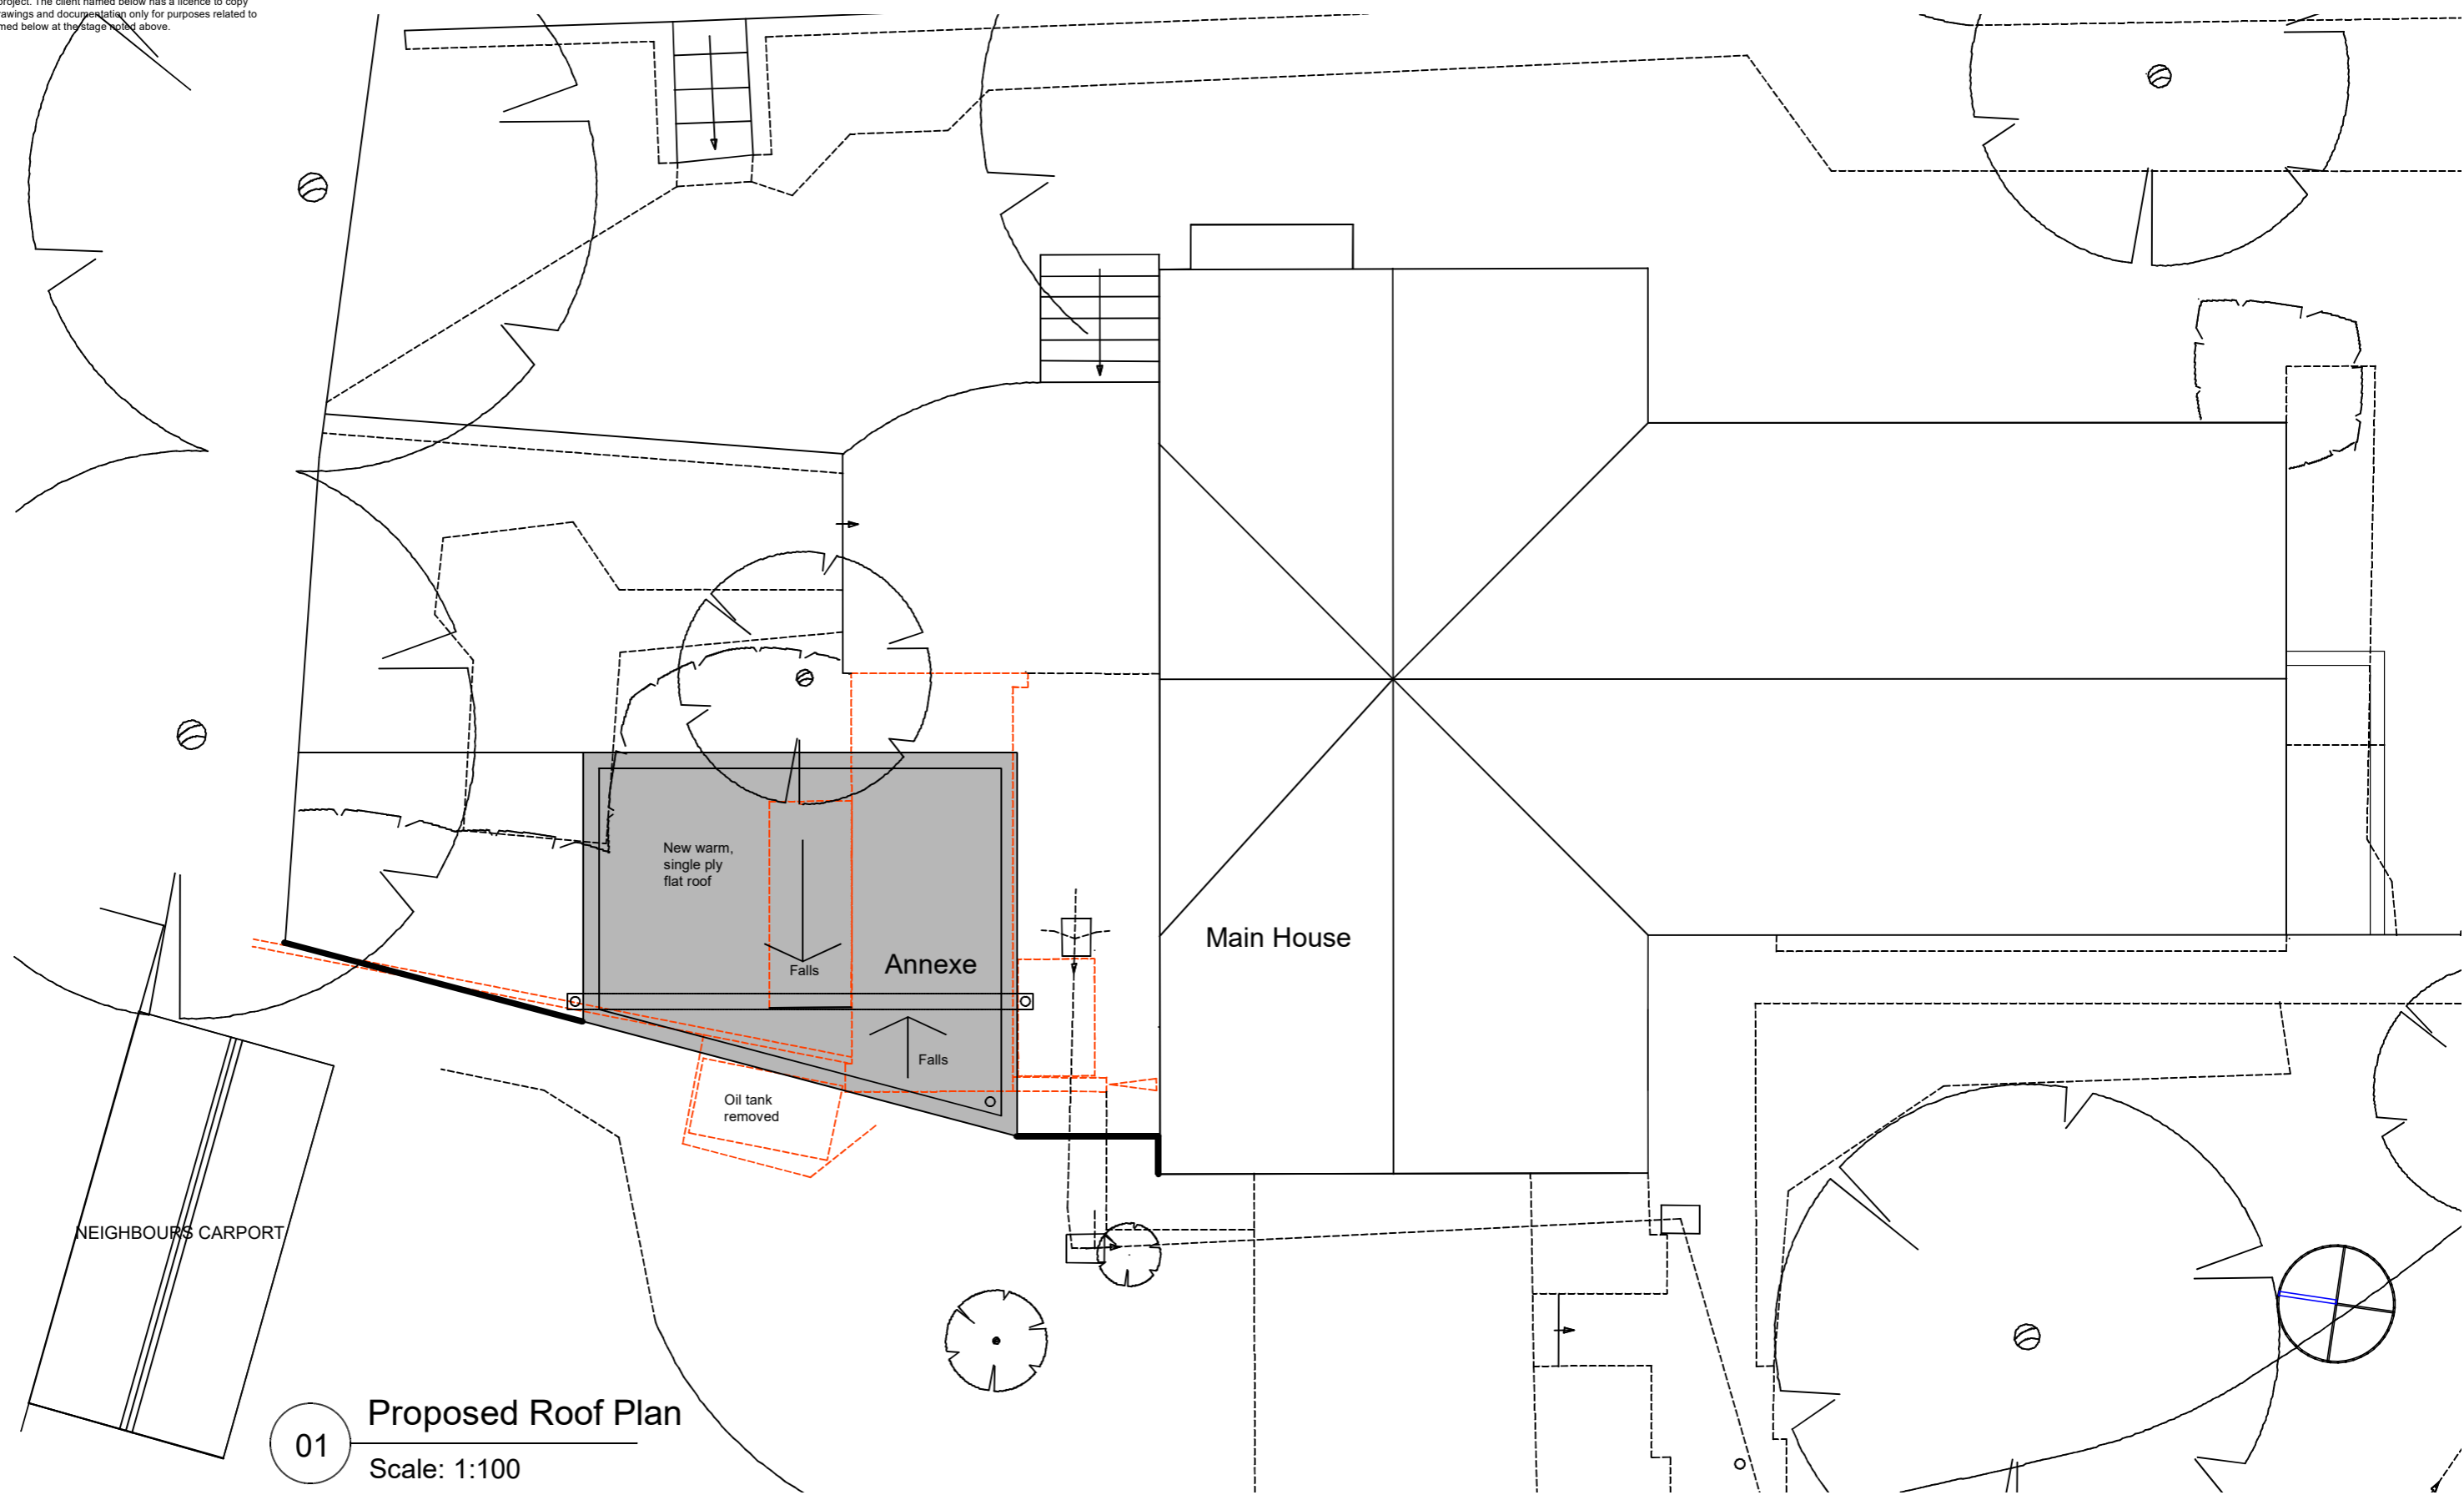 project. The client named below has a licence to copy
rawings and documentation only for purposes related to
med below at the stage noted above.
New warm,
single ply
flat roof
Falls
Annexe
Main House
Falls
Oil tank
removed
NEIGHBOURS CARPORT
01
Proposed Roof Plan
Scale: 1:100